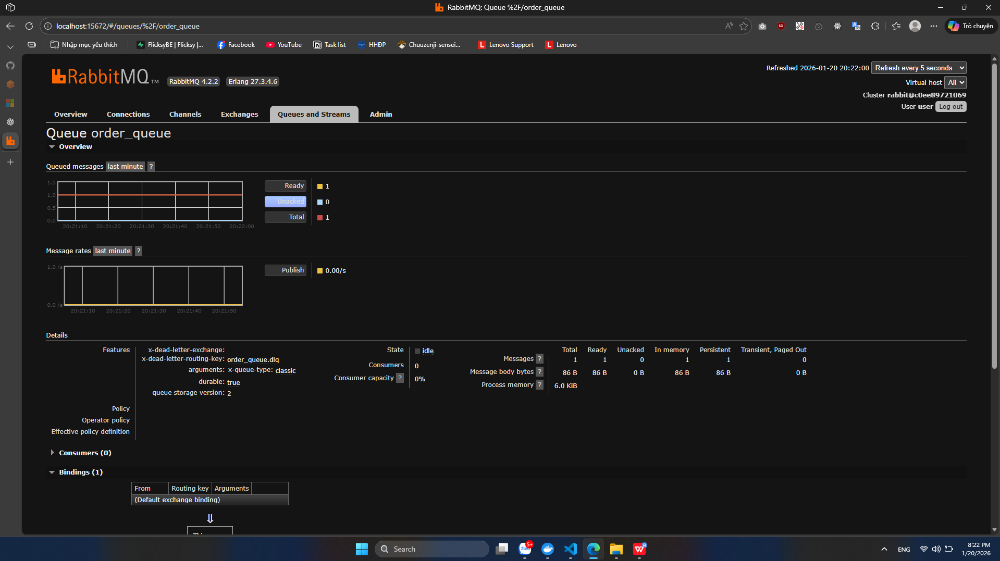 RabbitMQ: Queue %2F/order_queue
localhost:15672/#/queues/%2F/order_queue
Trò chuyện
Nhập mục yêu thích
FlicksyBE | Flicksy |...
Facebook
YouTube
Task list
HHĐP
Chuuzenji-sensei...
Lenovo Support
Lenovo
RabbitMQ TM
RabbitMQ 4.2.2
Erlang 27.3.4.6
Refreshed 2026-01-20 20:22:00
Refresh every 5 seconds
Virtual host
All
Cluster rabbit@c0ee89721069
User user
Log out
Overview
Connections
Channels
Exchanges
Queues and Streams
Admin
Queue order_queue
Overview
Queued messages last minute ?
1.5
1.0
0.5
0.0
20:21:10 20:21:20 20:21:30 20:21:40 20:21:50 20:22:00
Ready 1
Unacked 0
Total 1
Message rates last minute ?
1.0 /s
0.0 /s
20:21:10 20:21:20 20:21:30 20:21:40 20:21:50
Publish 0.00/s
Details
Features
x-dead-letter-exchange:
x-dead-letter-routing-key: order_queue.dlq
arguments: x-queue-type: classic
durable: true
queue storage version: 2
Policy
Operator policy
Effective policy definition
State idle
Consumers 0
Consumer capacity ? 0%
Total Ready Unacked In memory Persistent Transient, Paged Out
Messages ? 1 1 0 1 1 0
Message body bytes ? 86 B 86 B 0 B 86 B 86 B 0 B
Process memory ? 6.0 KiB
Consumers (0)
Bindings (1)
From Routing key Arguments
(Default exchange binding)
⇓
Search
5+
Zalo
ENG
8:22 PM
1/20/2026